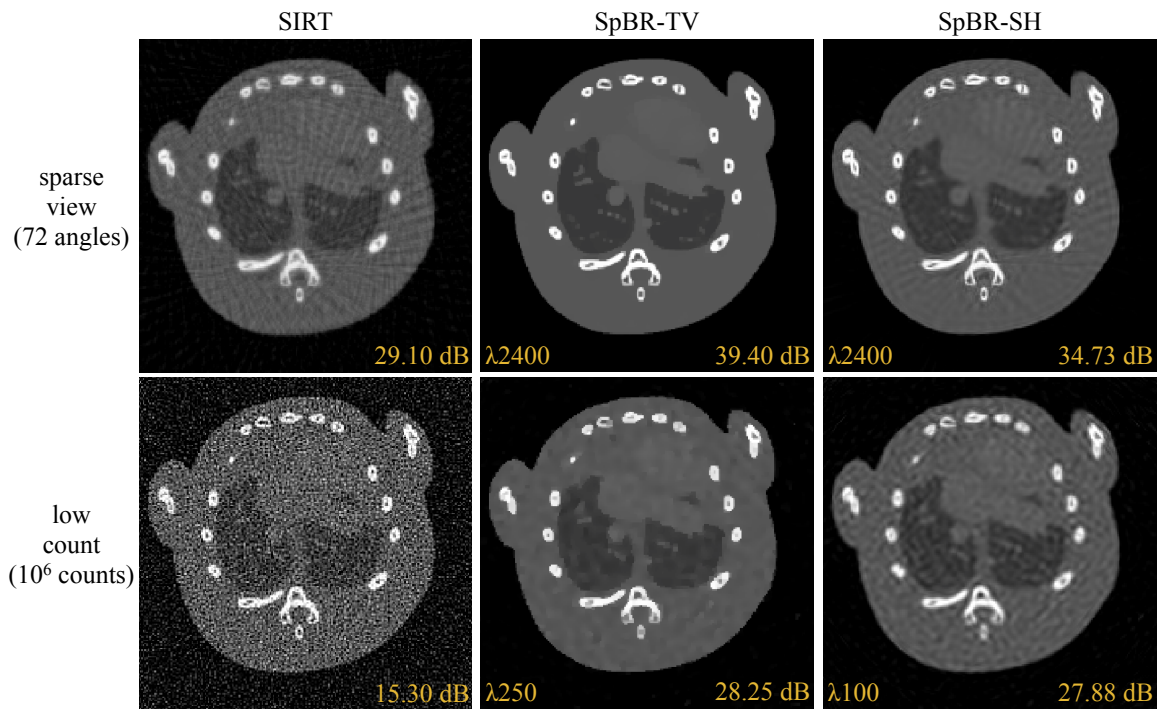 SIRT
SpBR-TV
SpBR-SH
sparse
view
(72 angles)
29.10 dB
λ2400
39.40 dB
λ2400
34.73 dB
low
count
(10⁶ counts)
15.30 dB
λ250
28.25 dB
λ100
27.88 dB